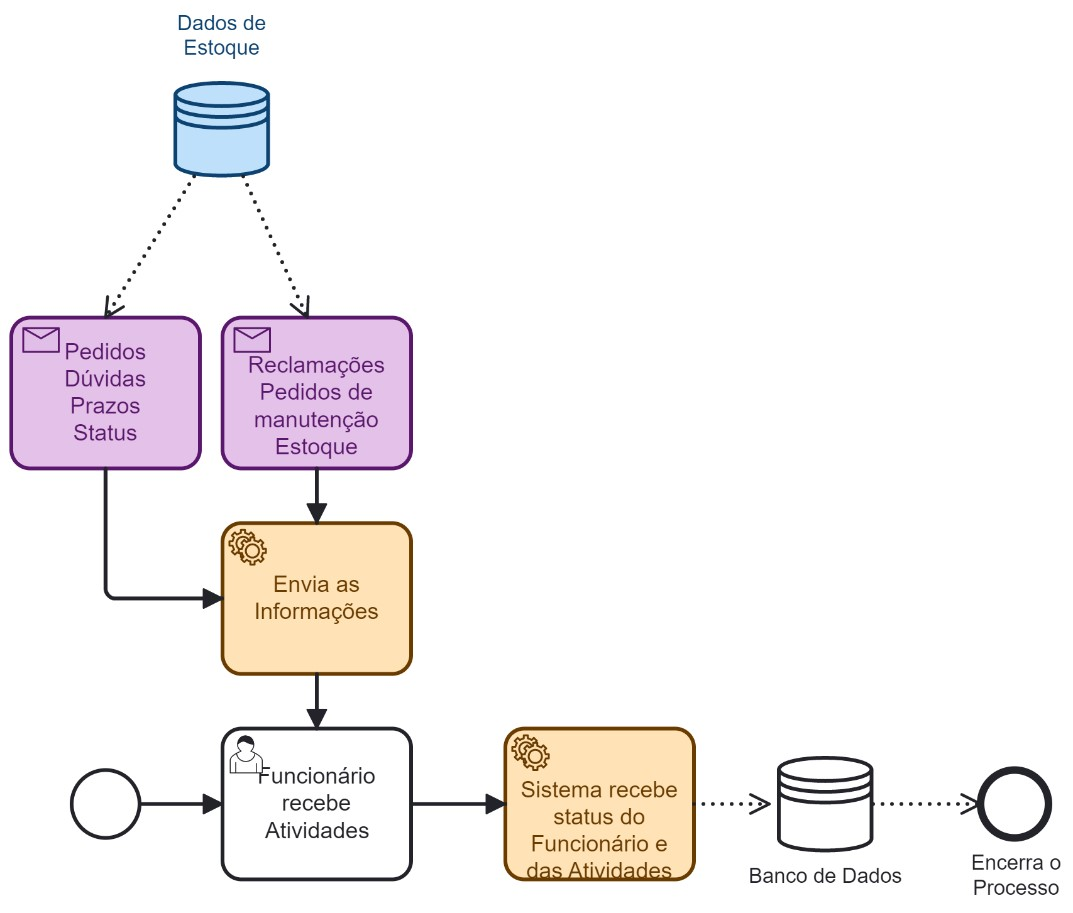 Dados de
Estoque
Pedidos
Dúvidas
Prazos
Status
Reclamações
Pedidos de
manutenção
Estoque
Envia as
Informações
Funcionário
recebe
Atividades
Sistema recebe
status do
Funcionário e
das Atividades
Banco de Dados
Encerra o
Processo